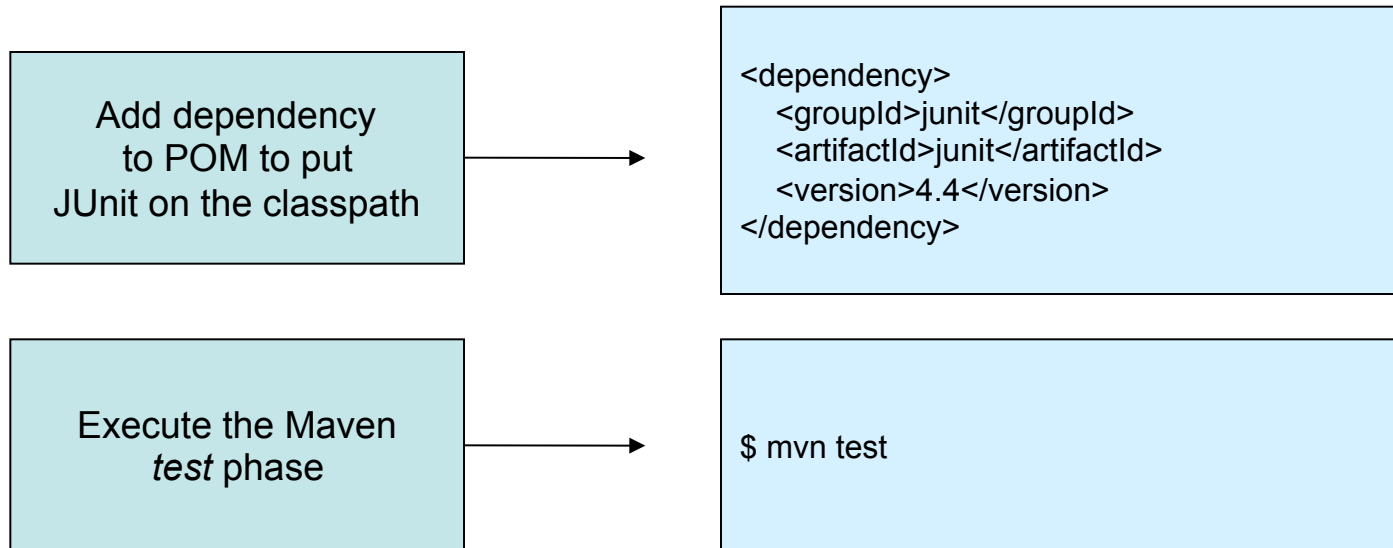 Add dependency
to POM to put
JUnit on the classpath
<dependency>
<groupId>junit</groupId>
<artifactId>junit</artifactId>
<version>4.4</version>
</dependency>
Execute the Maven
test phase
$ mvn test